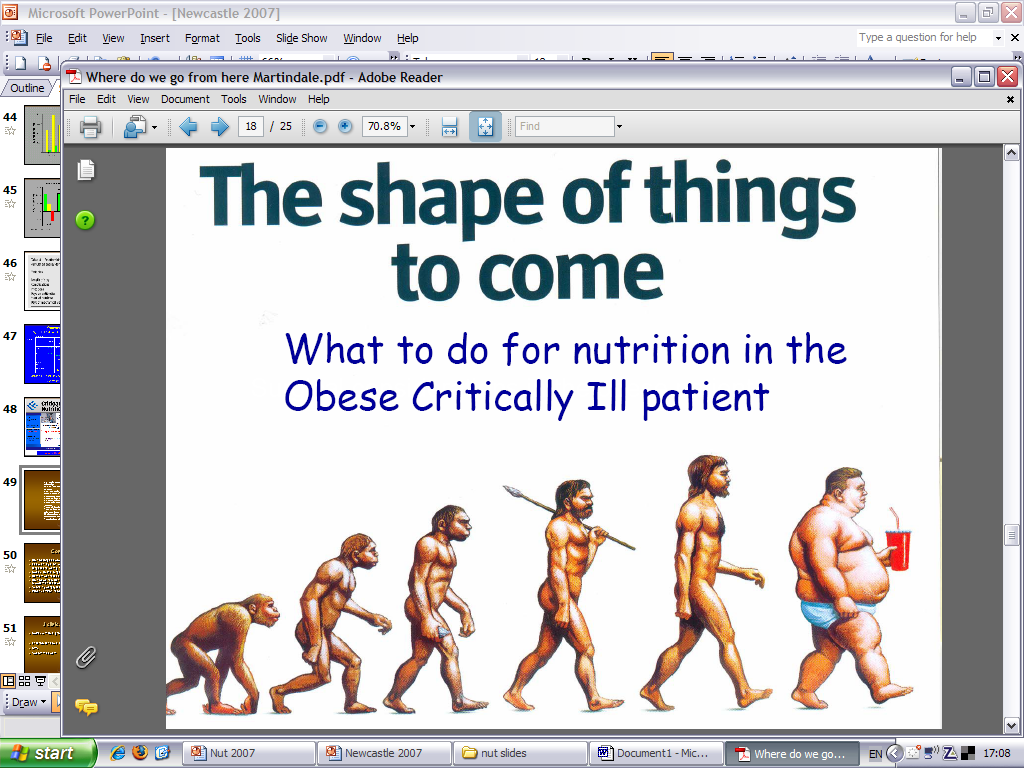 Microsoft PowerPoint - [Newcastle 2007]
File Edit View Insert Format Tools Slide Show Window Help
Type a question for help
Outline
Where do we go from here Martindale.pdf - Adobe Reader
File Edit View Document Tools Window Help
18 / 25
70.8%
Find
44
45
46
47
48
49
50
51
The shape of things
to come
What to do for nutrition in the
Obese Critically Ill patient
Draw
start
Nut 2007
Newcastle 2007
nut slides
Document1 - Mic...
Where do we go...
EN
17:08